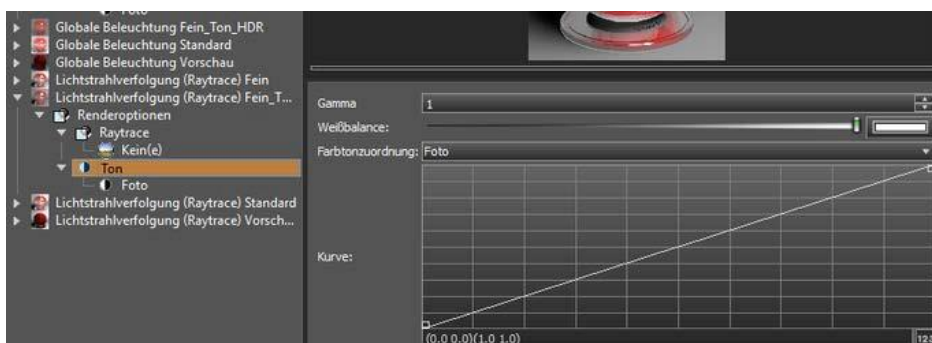 Foto
Globale Beleuchtung Fein_Ton_HDR
Globale Beleuchtung Standard
Globale Beleuchtung Vorschau
Lichtstrahlverfolgung (Raytrace) Fein
Lichtstrahlverfolgung (Raytrace) Fein_T...
Renderoptionen
Raytrace
Kein(e)
Ton
Foto
Lichtstrahlverfolgung (Raytrace) Standard
Lichtstrahlverfolgung (Raytrace) Vorsch...
Gamma 1
Weißbalance:
Farbtonzuordnung: Foto
Kurve:
(0.0 0.0)(1.0 1.0)